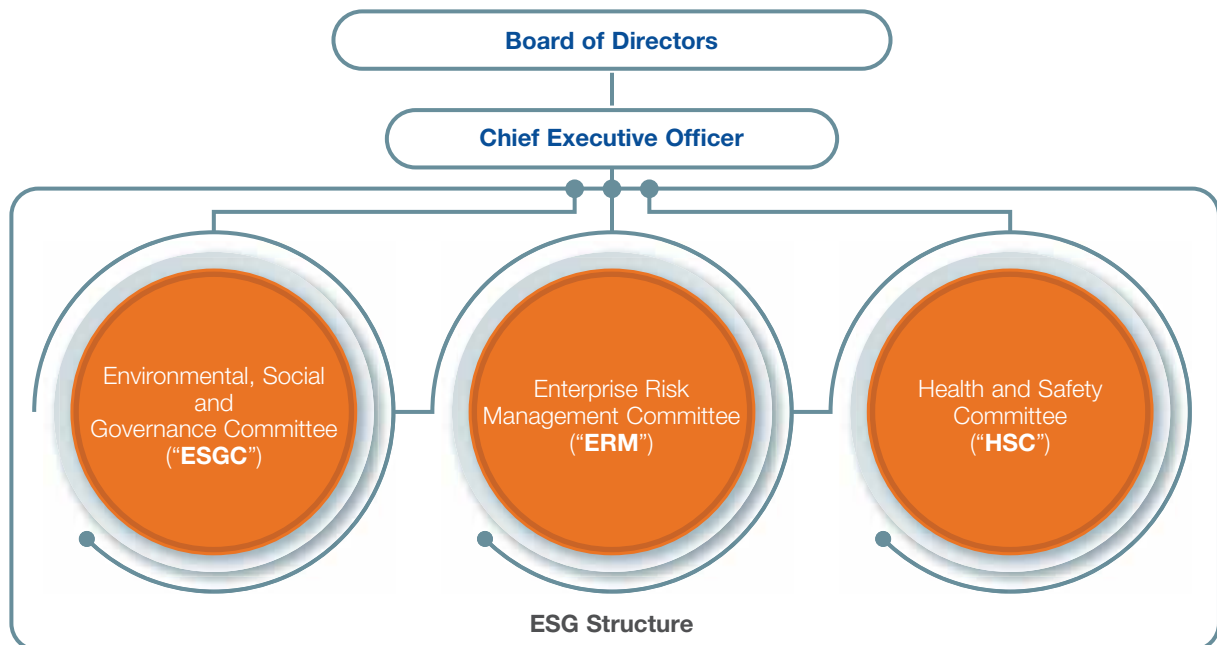 Board of Directors
Chief Executive Officer
Environmental, Social
and
Governance Committee
(“ESGC”)
Enterprise Risk
Management Committee
(“ERM”)
Health and Safety
Committee
(“HSC”)
ESG Structure